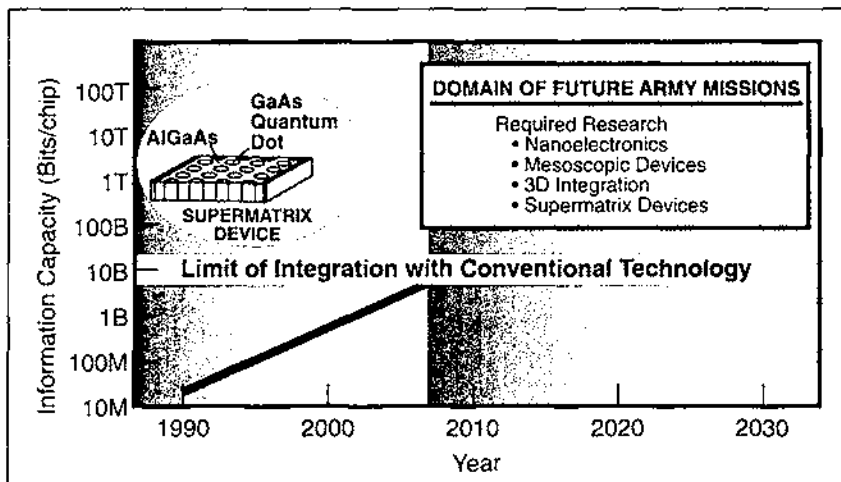 Information Capacity (Bits/chip)
100T
10T
1T
100B
10B
1B
100M
10M
GaAs
Quantum
Dot
AlGaAs
SUPERMATRIX
DEVICE
DOMAIN OF FUTURE ARMY MISSIONS
Required Research
• Nanoelectronics
• Mesoscopic Devices
• 3D Integration
• Supermatrix Devices
Limit of Integration with Conventional Technology
1990 2000 2010 2020 2030
Year